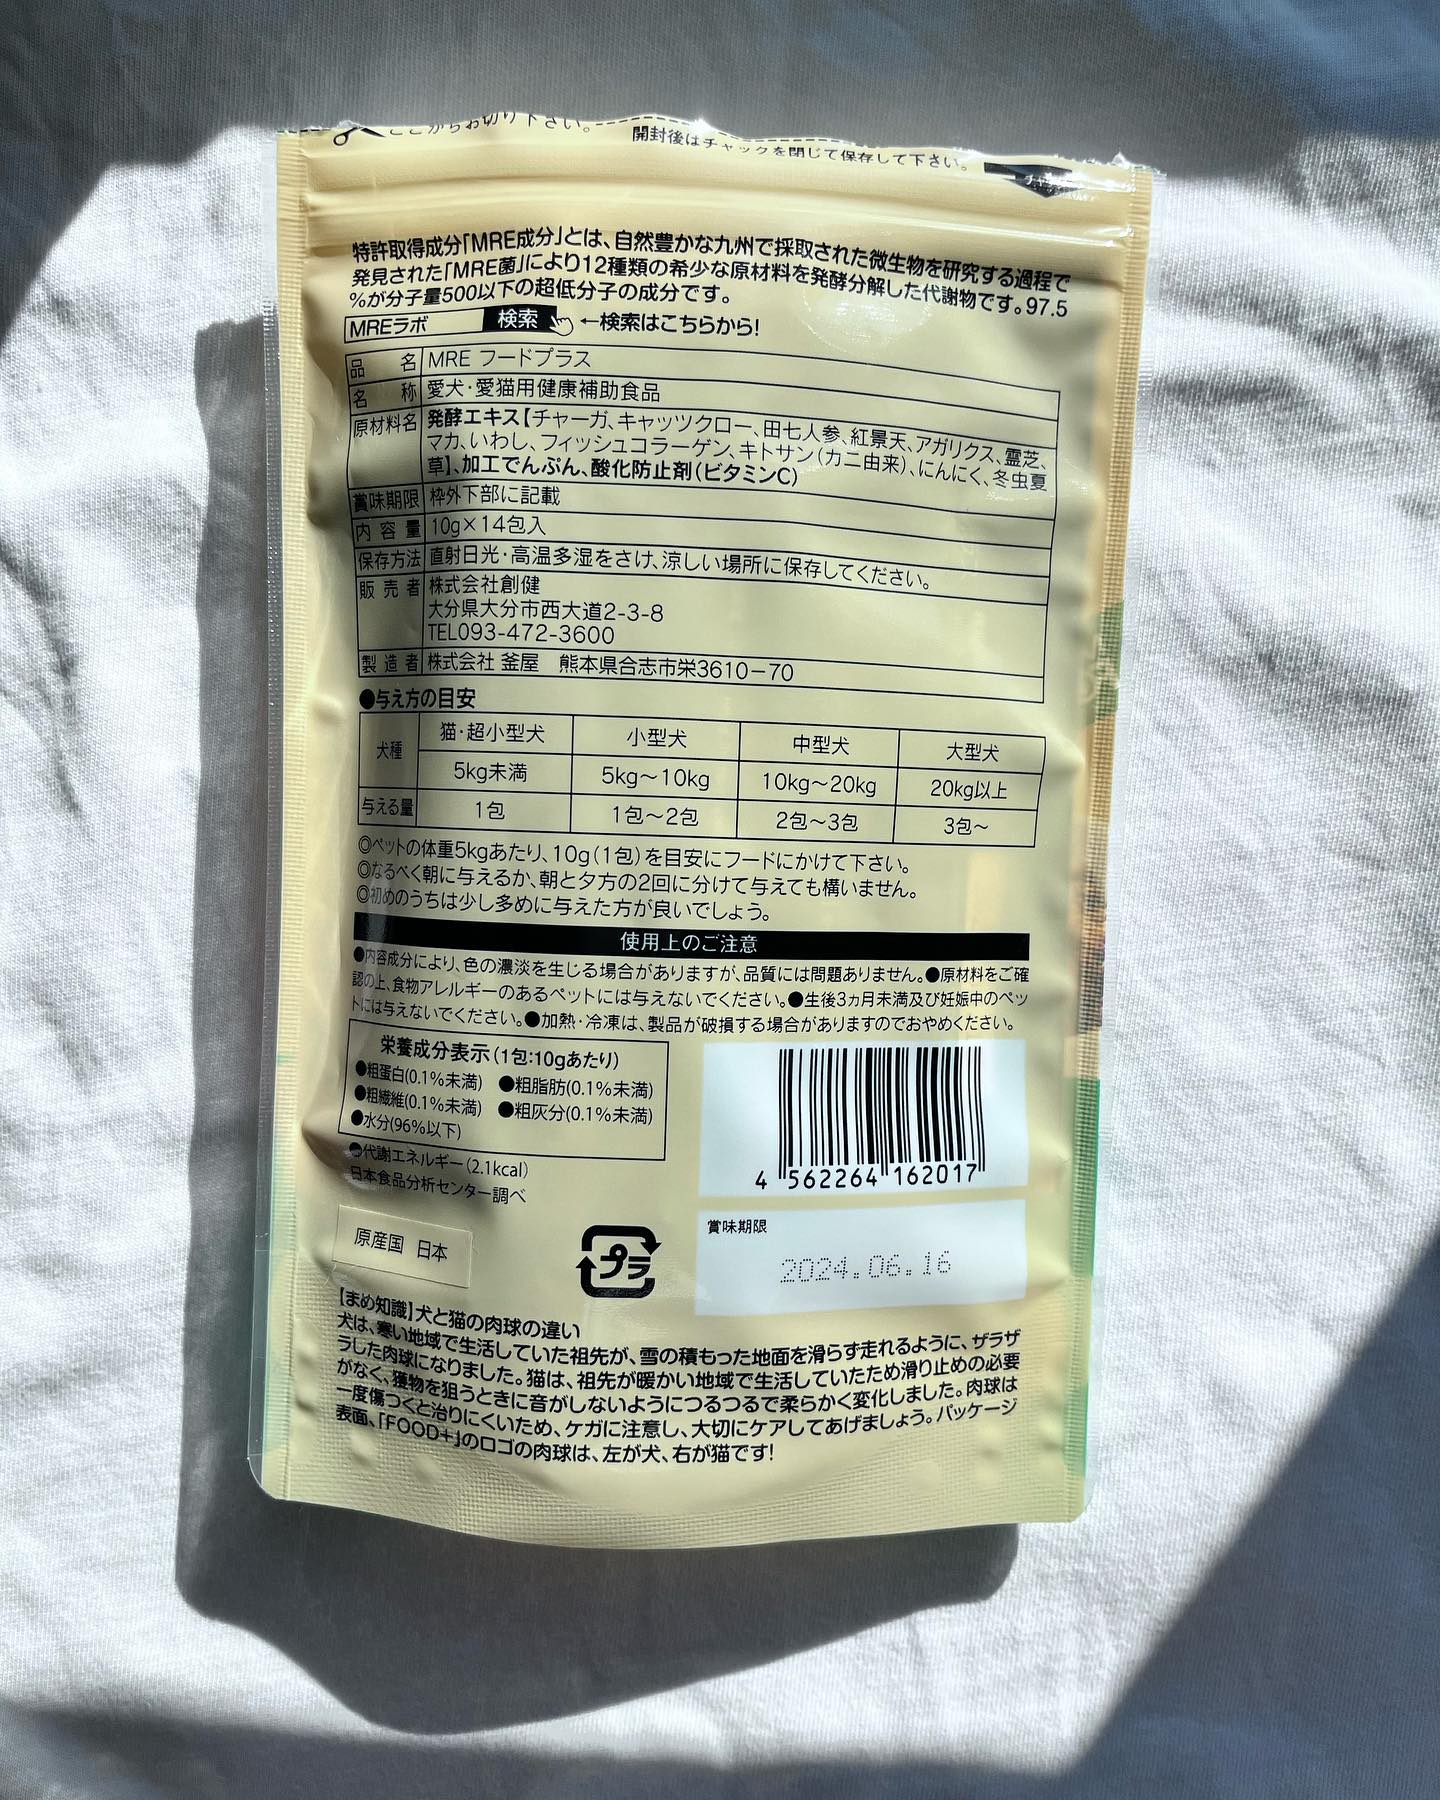 ここからお切り下さい。
開封後はチャックを閉じて保存して下さい。
特許取得成分「MRE成分」とは、自然豊かな九州で採取された微生物を研究する過程で
発見された「MRE菌」により12種類の希少な原材料を発酵分解した代謝物です。97.5
%が分子量500以下の超低分子の成分です。
MREラボ 検索 ←検索はこちらから!
品名 MRE フードプラス
名称 愛犬・愛猫用健康補助食品
原材料名 発酵エキス【チャーガ、キャッツクロー、田七人参、紅景天、アガリクス、霊芝、
マカ、いわし、フィッシュコラーゲン、キトサン(カニ由来)、にんにく、冬虫夏
草】、加工でんぷん、酸化防止剤(ビタミンC)
賞味期限 枠外下部に記載
内容量 10g×14包入
保存方法 直射日光・高温多湿をさけ、涼しい場所に保存してください。
販売者 株式会社創健
大分県大分市西大道2-3-8
TEL093-472-3600
製造者 株式会社 釜屋 熊本県合志市栄3610-70
●与え方の目安
犬種 猫・超小型犬 小型犬 中型犬 大型犬
5kg未満 5kg〜10kg 10kg〜20kg 20kg以上
与える量 1包 1包〜2包 2包〜3包 3包〜
◎ペットの体重5kgあたり、10g(1包)を目安にフードにかけて下さい。
◎なるべく朝に与えるか、朝と夕方の2回に分けて与えても構いません。
◎初めのうちは少し多めに与えた方が良いでしょう。
使用上のご注意
●内容成分により、色の濃淡を生じる場合がありますが、品質には問題ありません。●原材料をご確
認の上、食物アレルギーのあるペットには与えないでください。●生後3ヵ月未満及び妊娠中のペッ
トには与えないでください。●加熱・冷凍は、製品が破損する場合がありますのでおやめください。
栄養成分表示(1包:10gあたり)
●粗蛋白(0.1%未満) ●粗脂肪(0.1%未満)
●粗繊維(0.1%未満) ●粗灰分(0.1%未満)
●水分(96%以下)
●代謝エネルギー(2.1kcal)
日本食品分析センター調べ
4 562264 162017
原産国 日本
プラ
賞味期限
2024.06.16
【まめ知識】犬と猫の肉球の違い
犬は、寒い地域で生活していた祖先が、雪の積もった地面を滑らず走れるように、ザラザ
ラした肉球になりました。猫は、祖先が暖かい地域で生活していたため滑り止めの必要
がなく、獲物を狙うときに音がしないようにつるつるで柔らかく変化しました。肉球は
一度傷つくと治りにくいため、ケガに注意し、大切にケアしてあげましょう。パッケージ
表面、「FOOD+」のロゴの肉球は、左が犬、右が猫です!